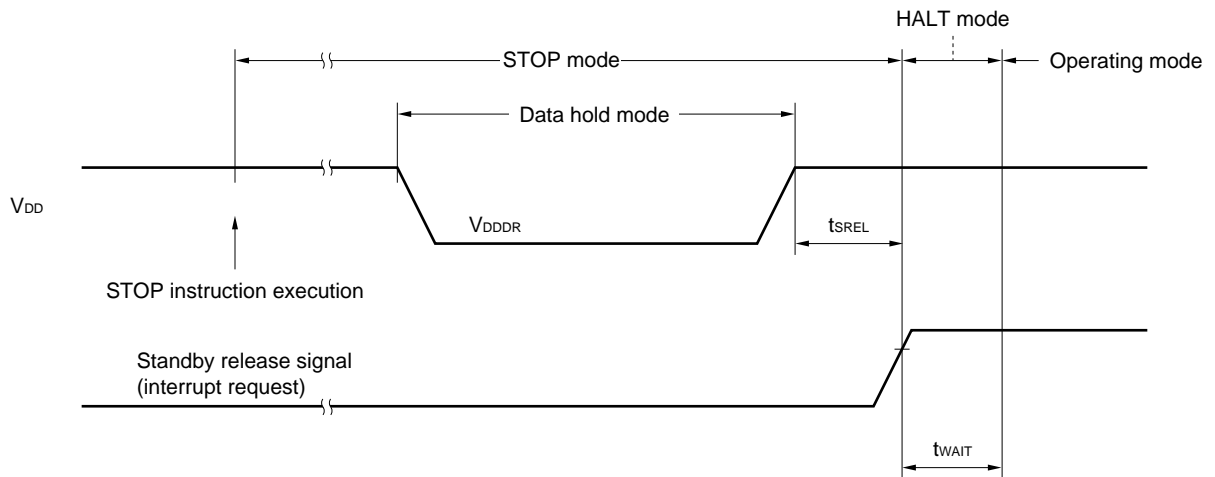 HALT mode
STOP mode
Operating mode
Data hold mode
VDD
VDDDR
tSREL
STOP instruction execution
Standby release signal
(interrupt request)
tWAIT